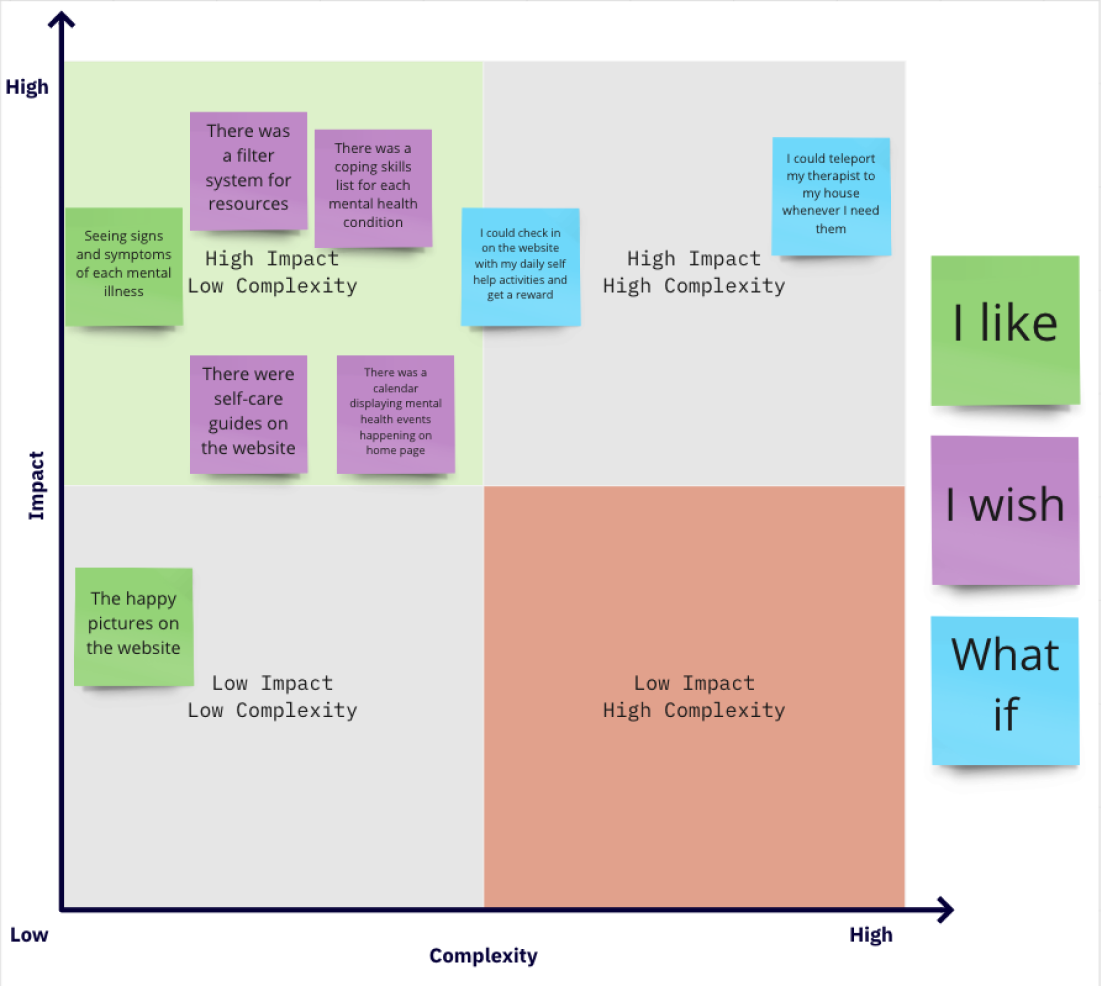 High
There was
a filter
system for
resources
There was a
coping skills
list for each
mental health
condition
I could teleport
my therapist to
my house
whenever I need
them
Seeing signs
and symptoms
of each mental
illness
High Impact
Low Complexity
I could check in
on the website
with my daily self
help activities and
get a reward
High Impact
High Complexity
I like
There were
self-care
guides on
the website
There was a
calendar
displaying mental
health events
happening on
home page
Impact
I wish
The happy
pictures on
the website
Low Impact
Low Complexity
Low Impact
High Complexity
What
if
Low
Complexity
High